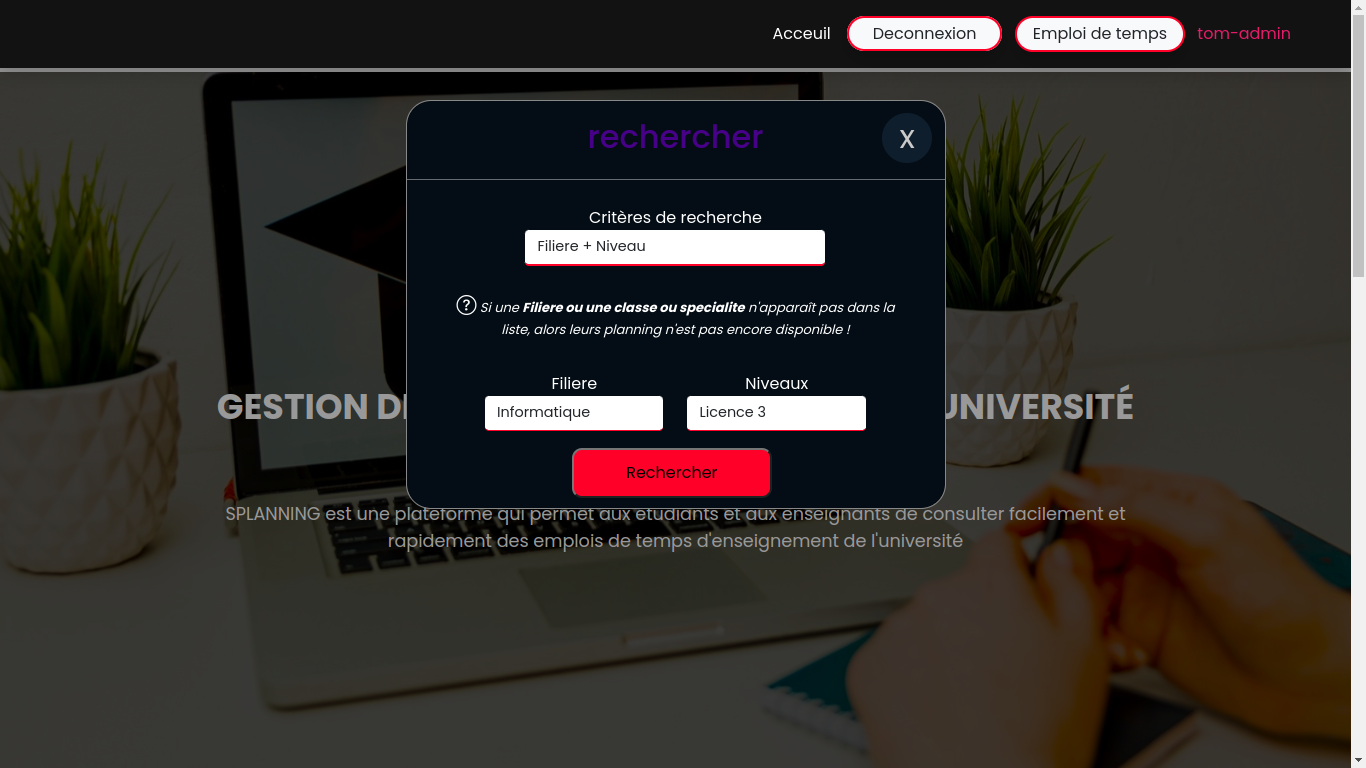 Acceuil Deconnexion Emploi de temps tom-admin
rechercher X
Critères de recherche
Filiere + Niveau
? Si une Filiere ou une classe ou specialite n'apparaît pas dans la
liste, alors leurs planning n'est pas encore disponible !
Filiere Niveaux
Informatique Licence 3
GESTION UNIVERSITÉ
Rechercher
SPLANNING est une plateforme qui permet aux etudiants et aux enseignants de consulter facilement et
rapidement des emplois de temps d'enseignement de l'université